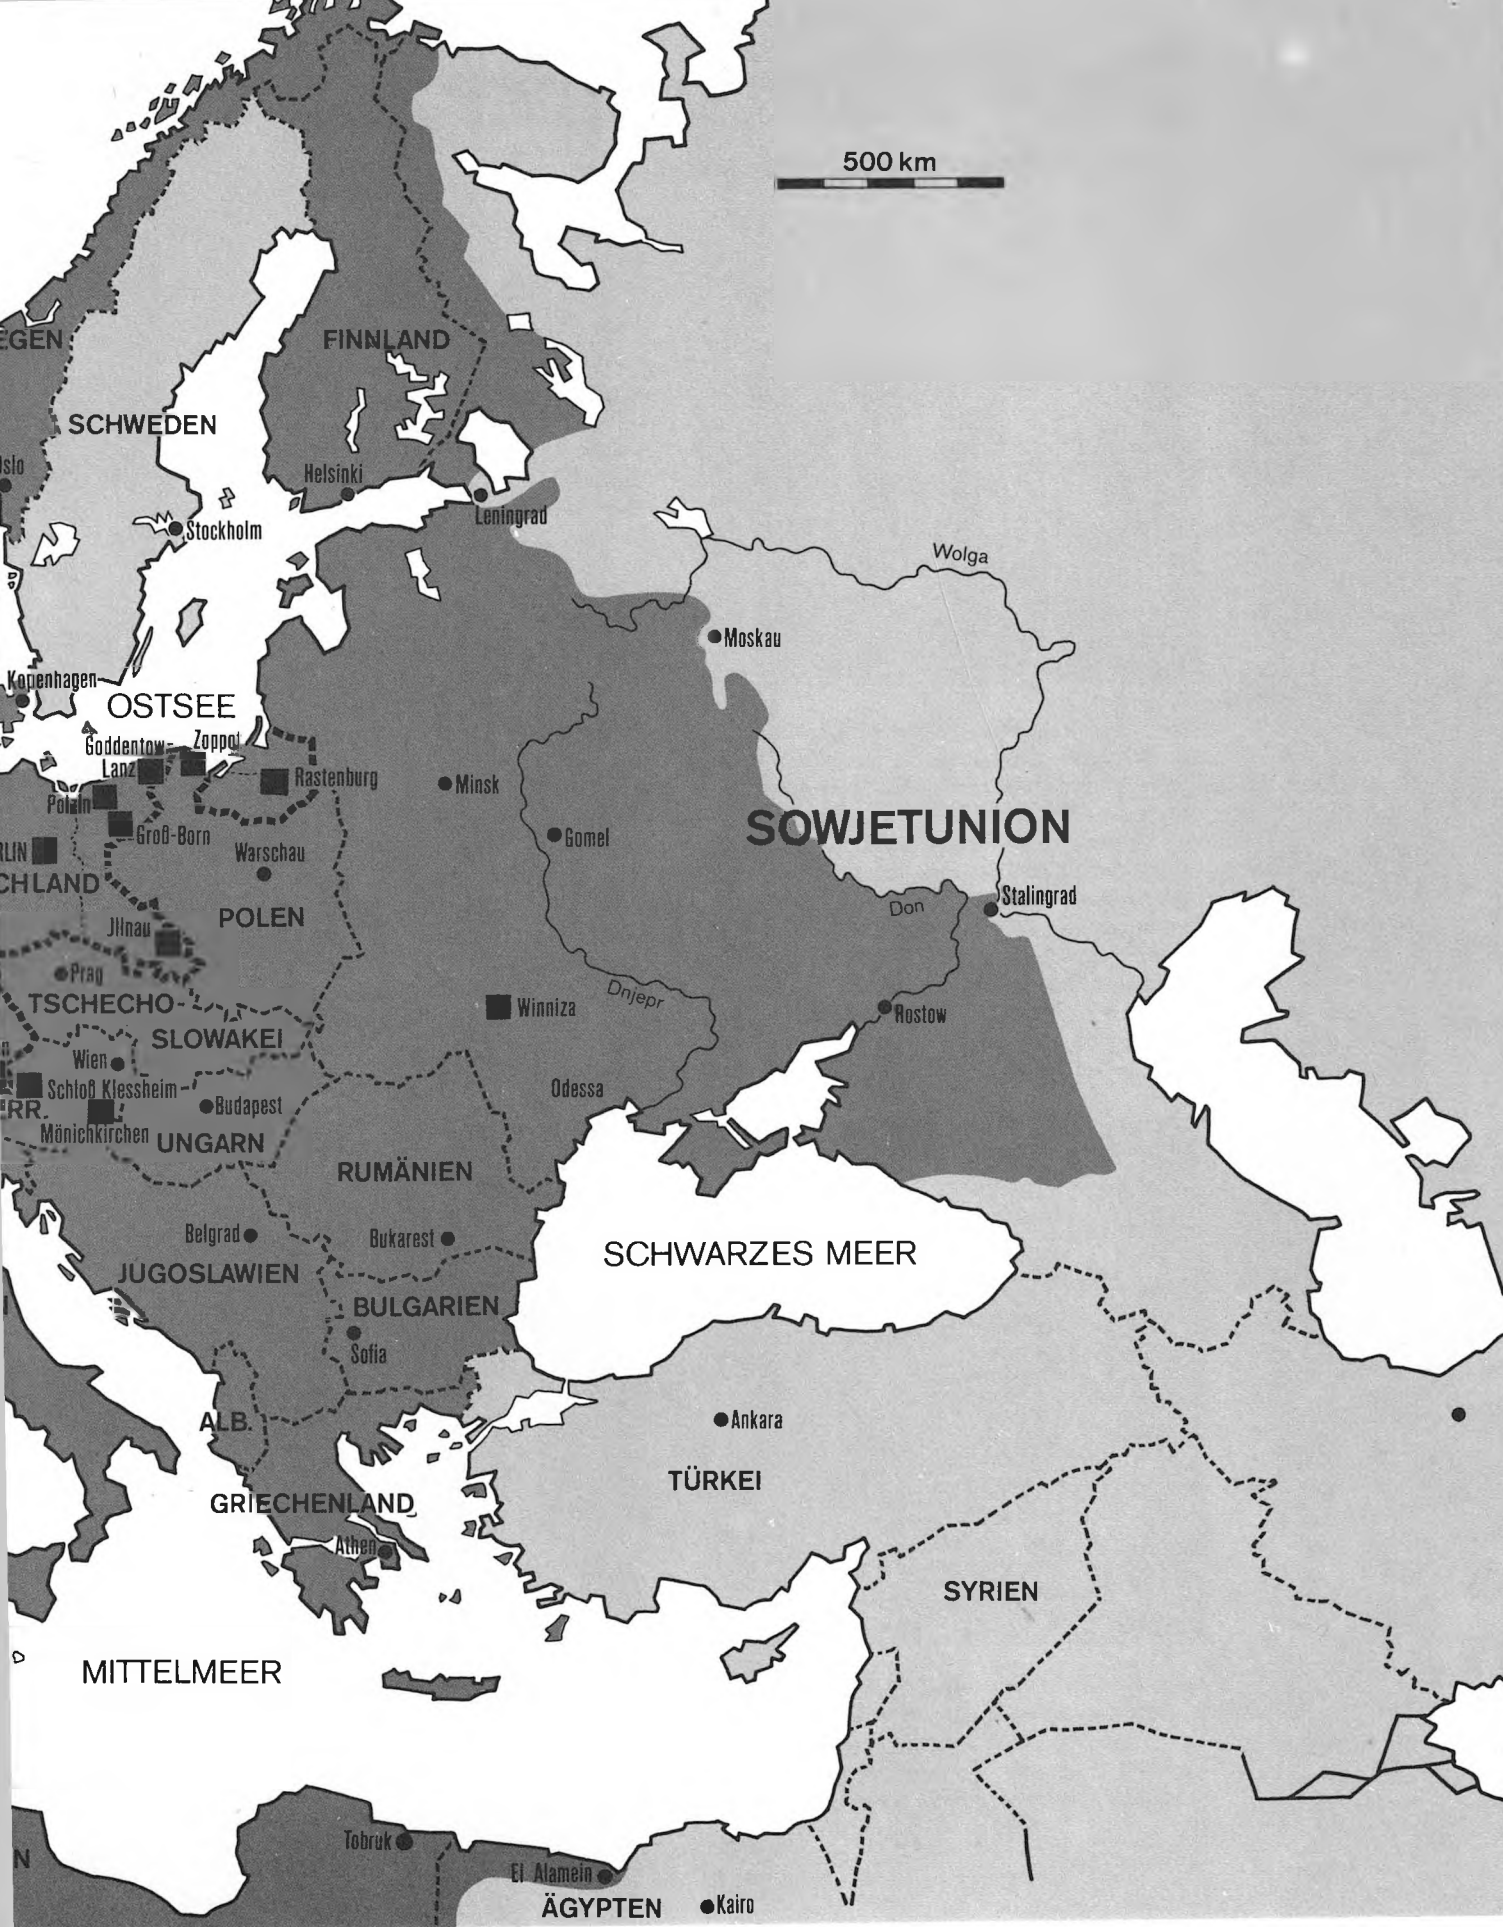 500 km
EGEN
FINNLAND
SCHWEDEN
Oslo
Helsinki
Leningrad
Stockholm
Wolga
Moskau
Kopenhagen
OSTSEE
Goddentow-
Lanz
Zoppot
Rastenburg
Minsk
Polzin
Groß-Born
Gomel
SOWJETUNION
RLIN
Warschau
CHLAND
Stalingrad
Don
POLEN
Jlinau
Prag
Dnjepr
TSCHECHO-
SLOWAKEI
Winniza
Rostow
Wien
Schloß Klessheim
Odessa
RR.
Budapest
Mönichkirchen
UNGARN
RUMÄNIEN
Belgrad
Bukarest
SCHWARZES MEER
JUGOSLAWIEN
BULGARIEN
Sofia
ALB.
Ankara
TÜRKEI
GRIECHENLAND
Athen
SYRIEN
MITTELMEER
Tobruk
N
El Alamein
ÄGYPTEN
Kairo